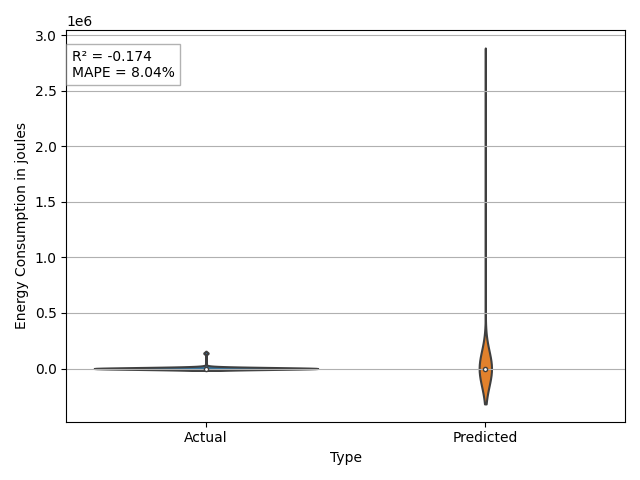 1e6
3.0
R² = -0.174
MAPE = 8.04%
2.5
2.0
1.5
1.0
0.5
0.0
Energy Consumption in joules
Actual
Predicted
Type